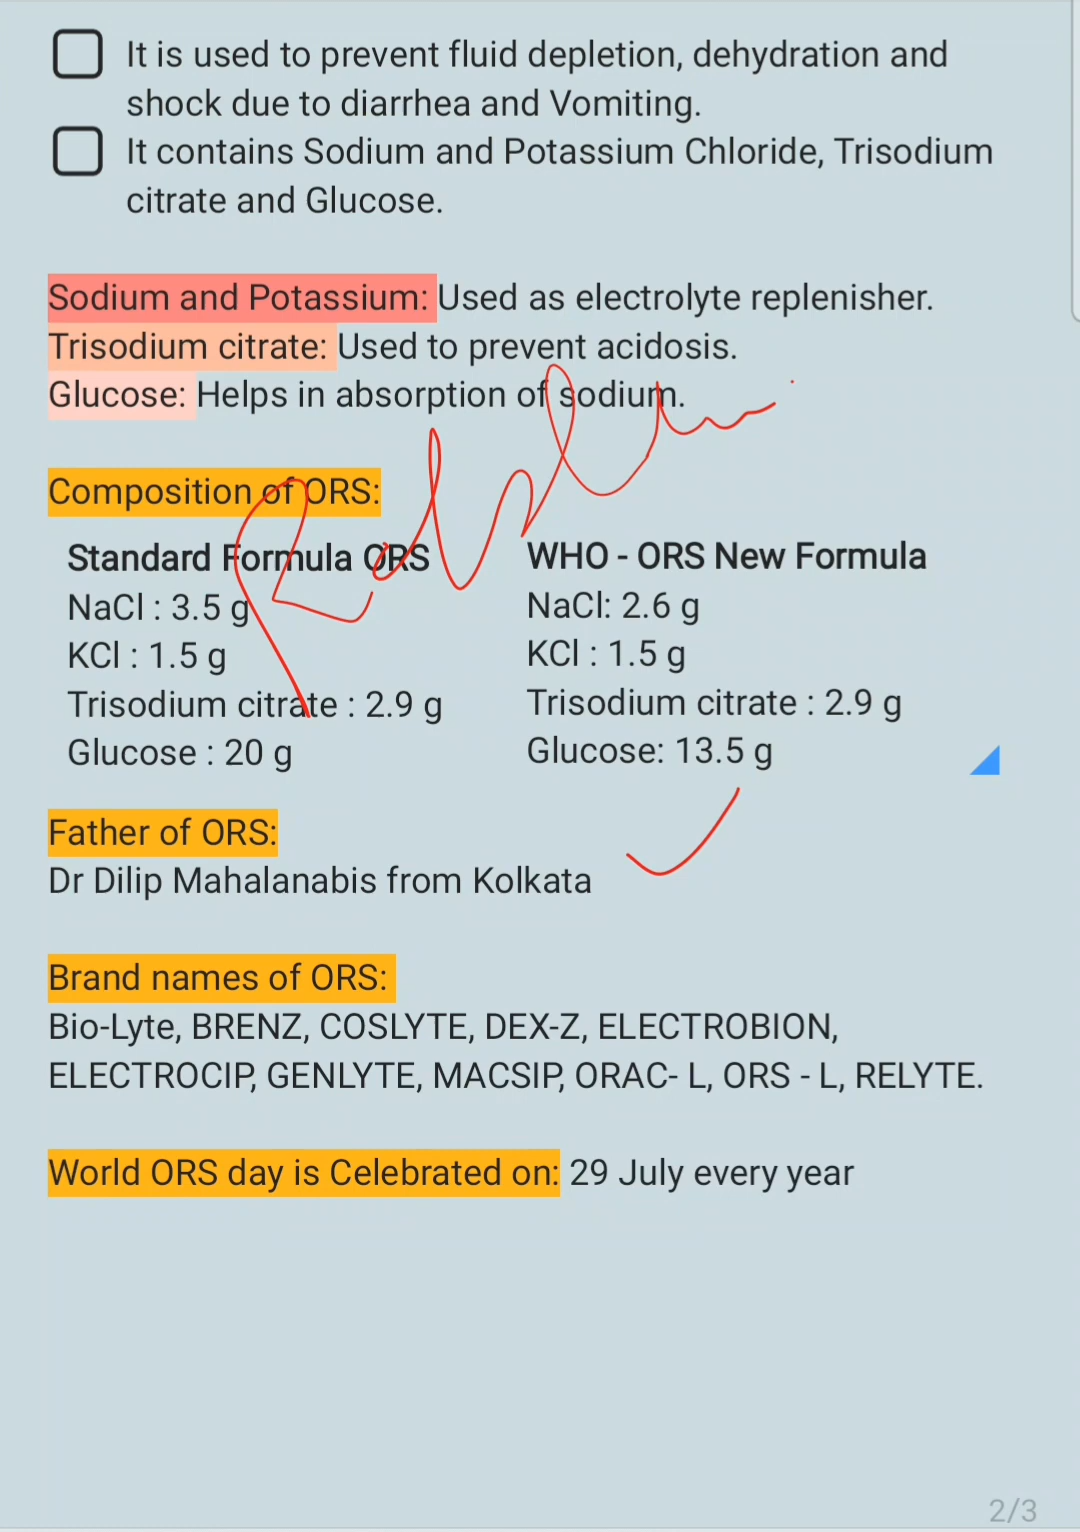 It is used to prevent fluid depletion, dehydration and
shock due to diarrhea and Vomiting.
It contains Sodium and Potassium Chloride, Trisodium
citrate and Glucose.
Sodium and Potassium: Used as electrolyte replenisher.
Trisodium citrate: Used to prevent acidosis.
Glucose: Helps in absorption of sodium.
Composition of ORS:
Standard Formula ORS
NaCl : 3.5 g
KCl : 1.5 g
Trisodium citrate : 2.9 g
Glucose : 20 g
WHO - ORS New Formula
NaCl: 2.6 g
KCl : 1.5 g
Trisodium citrate : 2.9 g
Glucose: 13.5 g
Father of ORS:
Dr Dilip Mahalanabis from Kolkata
Brand names of ORS:
Bio-Lyte, BRENZ, COSLYTE, DEX-Z, ELECTROBION,
ELECTROCIP, GENLYTE, MACSIP, ORAC- L, ORS - L, RELYTE.
World ORS day is Celebrated on: 29 July every year
2/3